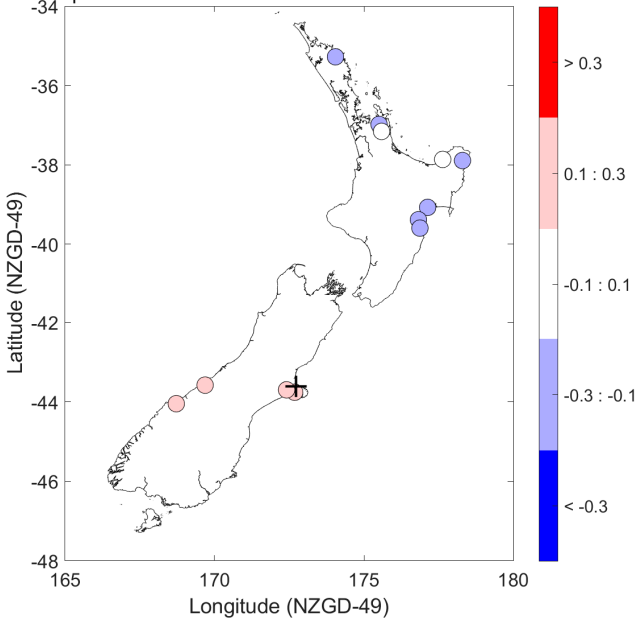 -34
-36
-38
-40
-42
-44
-46
-48
165
170
175
180
Latitude (NZGD-49)
Longitude (NZGD-49)
> 0.3
0.1 : 0.3
-0.1 : 0.1
-0.3 : -0.1
< -0.3